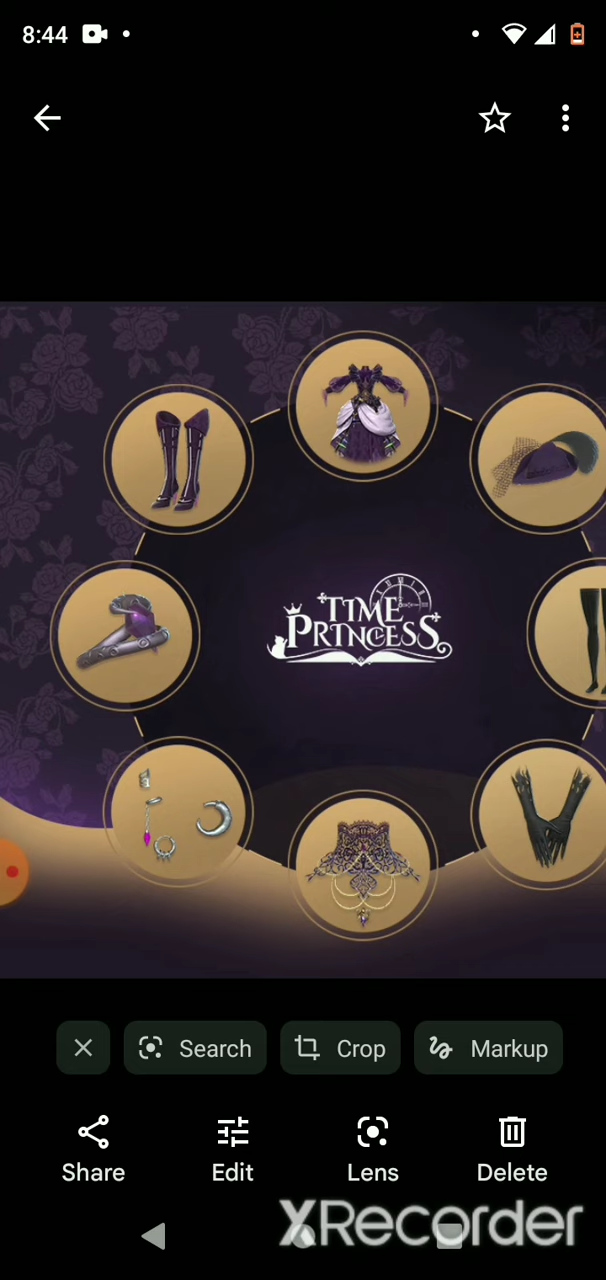 8:44
TIME
PRINCESS
Search
Crop
Markup
Share
Edit
Lens
Delete
XRecorder